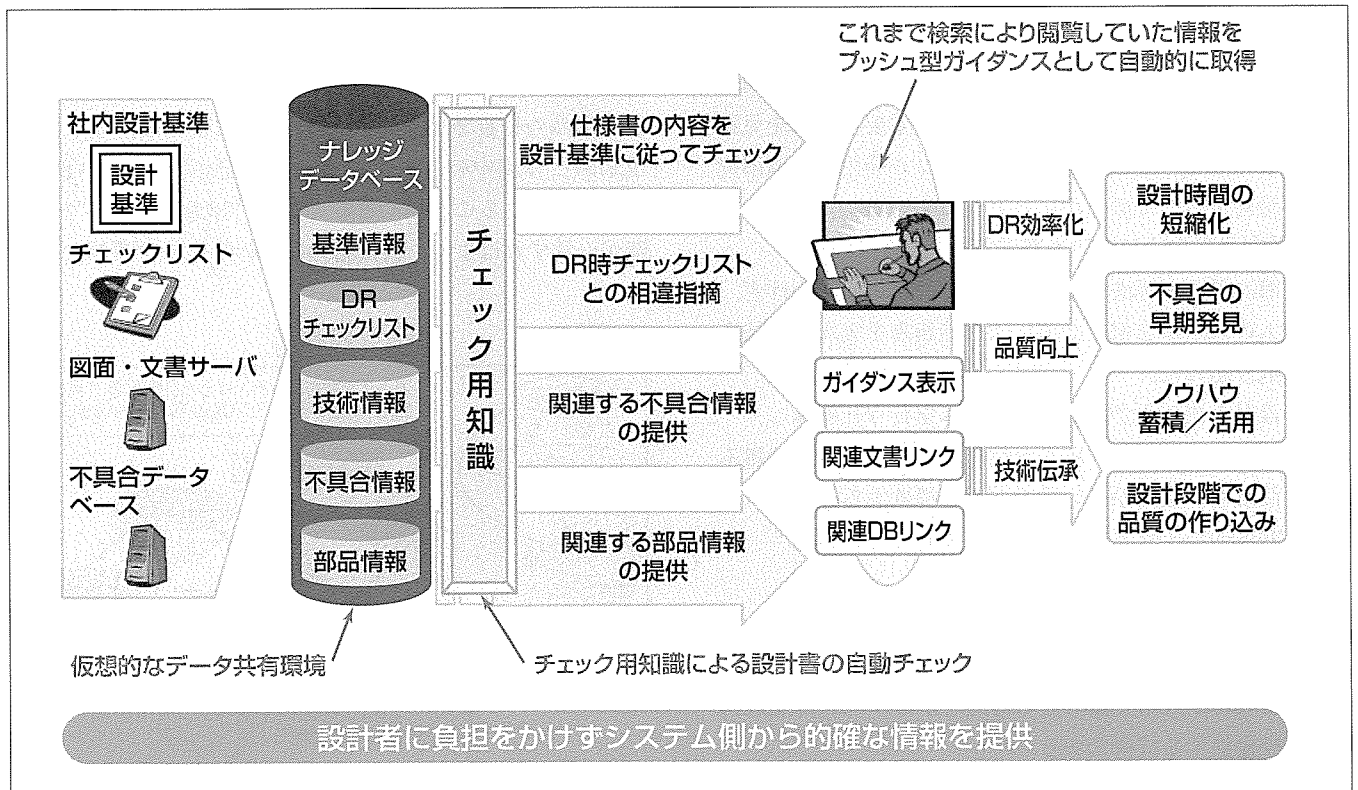 これまで検索により閲覧していた情報を
プッシュ型ガイダンスとして自動的に取得
社内設計基準
設計
基準
チェックリスト
図面・文書サーバ
不具合データ
ベース
ナレッジ
データベース
基準情報
DR
チェックリスト
技術情報
不具合情報
部品情報
チェック用知識
仕様書の内容を
設計基準に従ってチェック
DR時チェックリスト
との相違指摘
関連する不具合情報
の提供
関連する部品情報
の提供
ガイダンス表示
関連文書リンク
関連DBリンク
DR効率化
品質向上
技術伝承
設計時間の
短縮化
不具合の
早期発見
ノウハウ
蓄積／活用
設計段階での
品質の作り込み
仮想的なデータ共有環境
チェック用知識による設計書の自動チェック
設計者に負担をかけずシステム側から的確な情報を提供